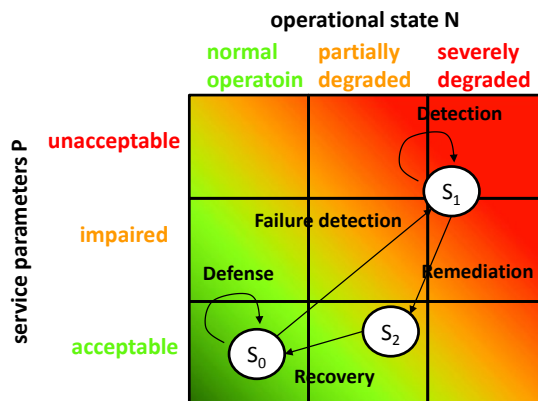 operational state N
normal partially severely
operatoin degraded degraded
Detection
unacceptable
S1
service parameters P
Failure detection
impaired
Defense
Remediation
S2
acceptable
S0
Recovery